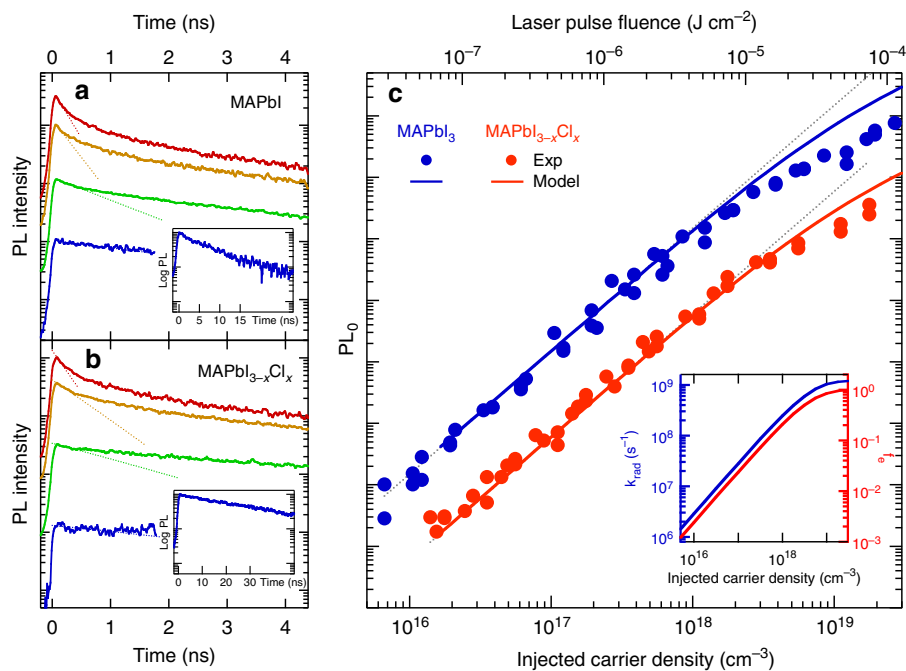 Time (ns)
0 1 2 3 4
a
MAPbI
PL intensity
Log PL
0 5 10 15 Time (ns)
b
MAPbI3–xClx
PL intensity
Log PL
0 10 20 30 Time (ns)
0 1 2 3 4
Time (ns)
Laser pulse fluence (J cm−2)
10−7 10−6 10−5 10−4
c
MAPbI3 MAPbI3–xClx
Exp
Model
PL0
109
108
107
106
krad (s−1)
100
10−1
10−2
10−3
fe
1016 1018
Injected carrier density (cm−3)
1016 1017 1018 1019
Injected carrier density (cm−3)